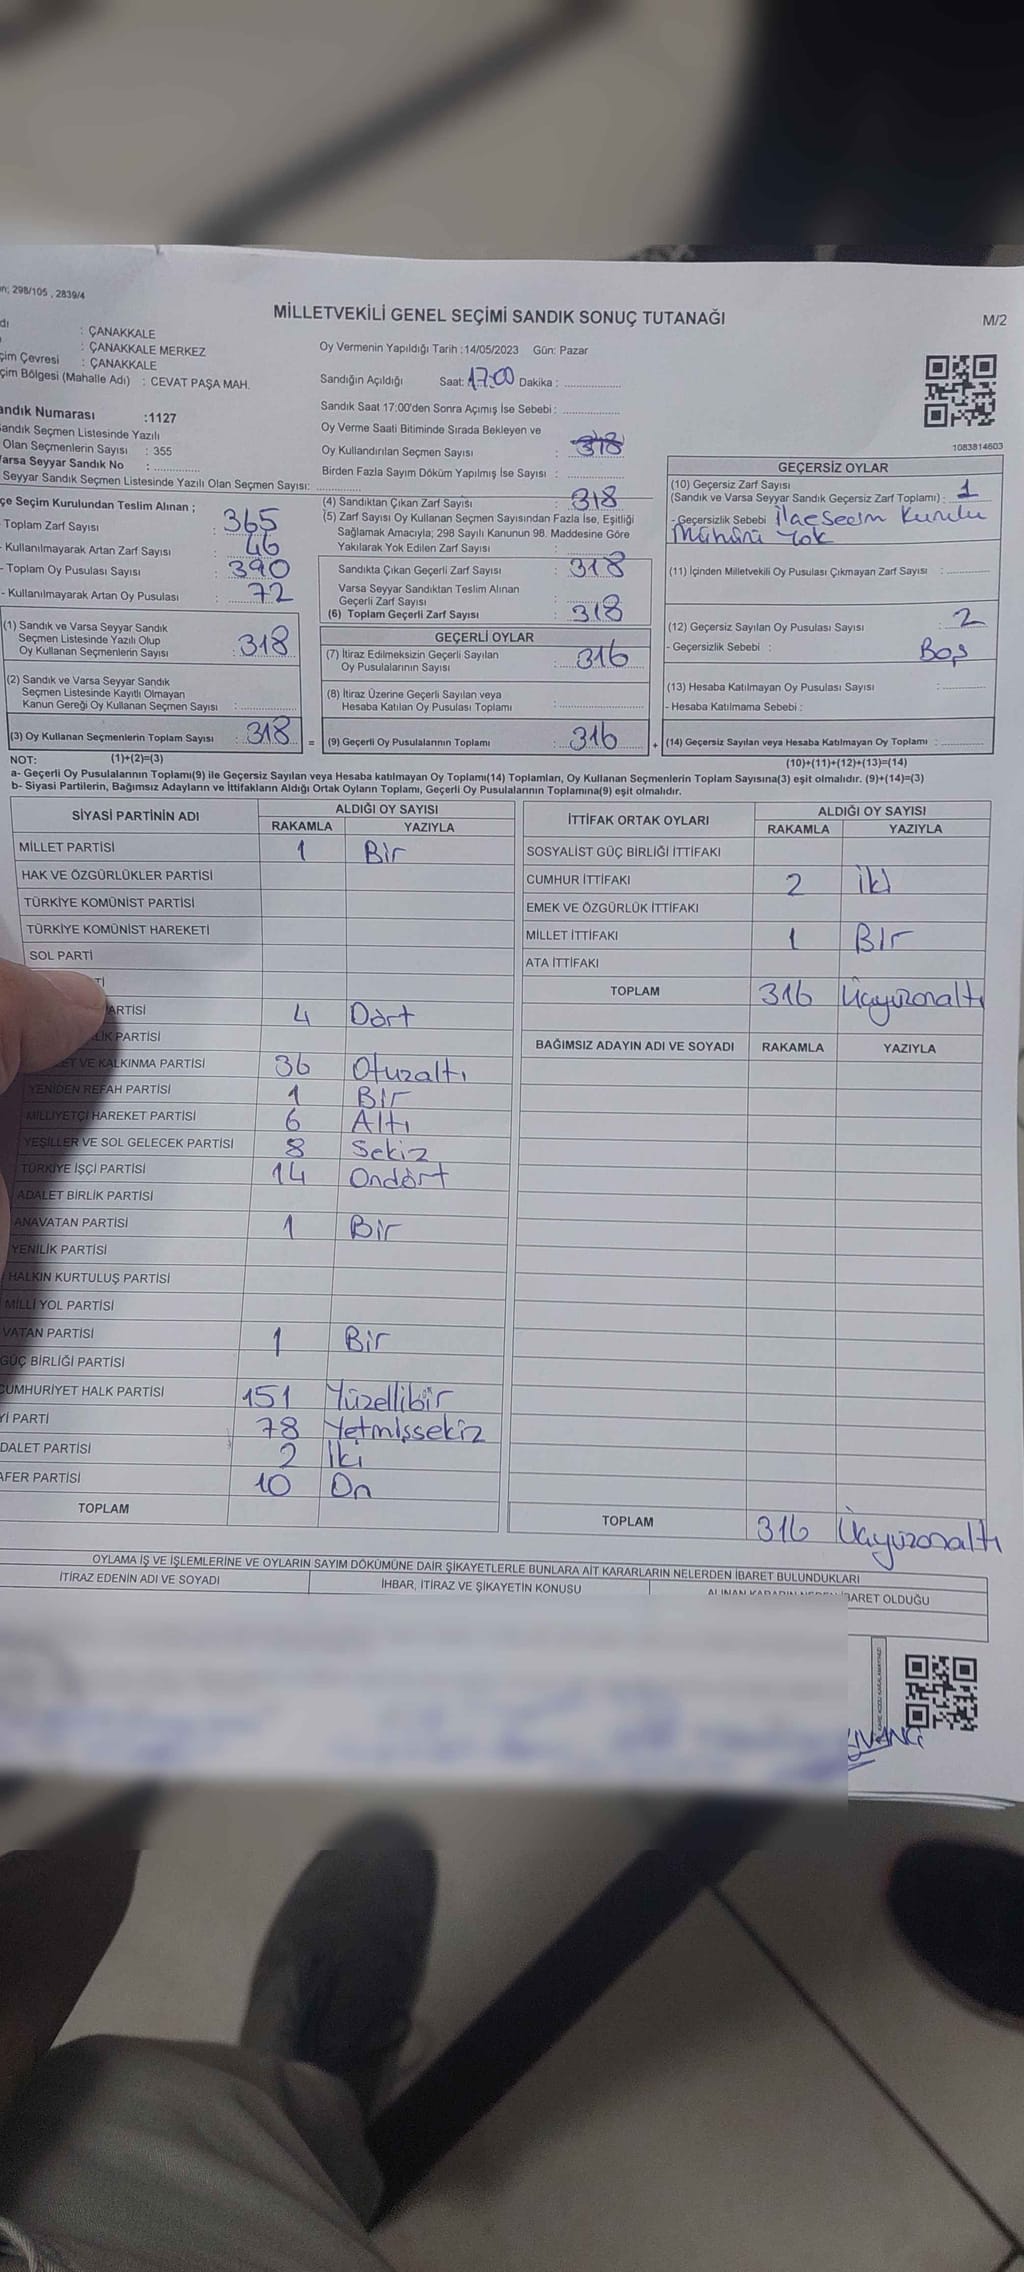 298/105 , 2839/4
MİLLETVEKİLİ GENEL SEÇİMİ SANDIK SONUÇ TUTANAĞI
M/2
: ÇANAKKALE
: ÇANAKKALE MERKEZ
çim Çevresi : ÇANAKKALE
çim Bölgesi (Mahalle Adı) : CEVAT PAŞA MAH.
andık Numarası :1127
Sandık Seçmen Listesinde Yazılı
Olan Seçmenlerin Sayısı : 355
Varsa Seyyar Sandık No :
Seyyar Sandık Seçmen Listesinde Yazılı Olan Seçmen Sayısı:
çe Seçim Kurulundan Teslim Alınan ;
Toplam Zarf Sayısı : 365
- Kullanılmayarak Artan Zarf Sayısı : 46
- Toplam Oy Pusulası Sayısı : 390
- Kullanılmayarak Artan Oy Pusulası : 72
(1) Sandık ve Varsa Seyyar Sandık
Seçmen Listesinde Yazılı Olup
Oy Kullanan Seçmenlerin Sayısı : 318
(2) Sandık ve Varsa Seyyar Sandık
Seçmen Listesinde Kayıtlı Olmayan
Kanun Gereği Oy Kullanan Seçmen Sayısı :
(3) Oy Kullanan Seçmenlerin Toplam Sayısı : 318
Oy Vermenin Yapıldığı Tarih :14/05/2023 Gün: Pazar
Sandığın Açıldığı Saat: 17:00 Dakika :
Sandık Saat 17:00'den Sonra Açımış İse Sebebi :
Oy Verme Saati Bitiminde Sırada Bekleyen ve
Oy Kullandırılan Seçmen Sayısı : 318
Birden Fazla Sayım Döküm Yapılmış İse Sayısı :
(4) Sandıktan Çıkan Zarf Sayısı : 318
(5) Zarf Sayısı Oy Kullanan Seçmen Sayısından Fazla İse, Eşitliği
Sağlamak Amacıyla; 298 Sayılı Kanunun 98. Maddesine Göre
Yakılarak Yok Edilen Zarf Sayısı :
Sandıkta Çıkan Geçerli Zarf Sayısı : 318
Varsa Seyyar Sandıktan Teslim Alınan
Geçerli Zarf Sayısı :
(6) Toplam Geçerli Zarf Sayısı : 318
GEÇERLİ OYLAR
(7) İtiraz Edilmeksizin Geçerli Sayılan
Oy Pusulalarının Sayısı : 316
(8) İtiraz Üzerine Geçerli Sayılan veya
Hesaba Katılan Oy Pusulası Toplamı :
= (9) Geçerli Oy Pusulalarının Toplamı : 316
1083814603
GEÇERSİZ OYLAR
(10) Geçersiz Zarf Sayısı
(Sandık ve Varsa Seyyar Sandık Geçersiz Zarf Toplamı) : 1
- Geçersizlik Sebebi İlçe Seçim Kurulu
Mührü Yok
(11) İçinden Milletvekili Oy Pusulası Çıkmayan Zarf Sayısı :
(12) Geçersiz Sayılan Oy Pusulası Sayısı : 2
- Geçersizlik Sebebi : Boş
(13) Hesaba Katılmayan Oy Pusulası Sayısı :
- Hesaba Katılmama Sebebi :
+ (14) Geçersiz Sayılan veya Hesaba Katılmayan Oy Toplamı :
NOT: (1)+(2)=(3) (10)+(11)+(12)+(13)=(14)
a- Geçerli Oy Pusulalarının Toplamı(9) ile Geçersiz Sayılan veya Hesaba katılmayan Oy Toplamı(14) Toplamları, Oy Kullanan Seçmenlerin Toplam Sayısına(3) eşit olmalıdır. (9)+(14)=(3)
b- Siyasi Partilerin, Bağımsız Adayların ve İttifakların Aldığı Ortak Oyların Toplamı, Geçerli Oy Pusulalarının Toplamına(9) eşit olmalıdır.
SİYASİ PARTİNİN ADI ALDIĞI OY SAYISI
RAKAMLA YAZIYLA
MİLLET PARTİSİ 1 Bir
HAK VE ÖZGÜRLÜKLER PARTİSİ
TÜRKİYE KOMÜNİST PARTİSİ
TÜRKİYE KOMÜNİST HAREKETİ
SOL PARTİ
Tİ
ARTİSİ 4 Dört
LİK PARTİSİ
ET VE KALKINMA PARTİSİ 36 Otuzaltı
YENİDEN REFAH PARTİSİ 1 Bir
MİLLİYETÇİ HAREKET PARTİSİ 6 Altı
YEŞİLLER VE SOL GELECEK PARTİSİ 8 Sekiz
TÜRKİYE İŞÇİ PARTİSİ 14 Ondört
ADALET BİRLİK PARTİSİ
ANAVATAN PARTİSİ 1 Bir
YENİLİK PARTİSİ
HALKIN KURTULUŞ PARTİSİ
MİLLİ YOL PARTİSİ
VATAN PARTİSİ 1 Bir
GÜÇ BİRLİĞİ PARTİSİ
CUMHURİYET HALK PARTİSİ 151 Yüzellibir
Yİ PARTİ 78 Yetmişsekiz
DALET PARTİSİ 2 İki
AFER PARTİSİ 10 On
TOPLAM
İTTİFAK ORTAK OYLARI ALDIĞI OY SAYISI
RAKAMLA YAZIYLA
SOSYALİST GÜÇ BİRLİĞİ İTTİFAKI
CUMHUR İTTİFAKI 2 İki
EMEK VE ÖZGÜRLÜK İTTİFAKI
MİLLET İTTİFAKI 1 Bir
ATA İTTİFAKI
TOPLAM 316 Üçyüzonaltı
BAĞIMSIZ ADAYIN ADI VE SOYADI RAKAMLA YAZIYLA
TOPLAM 316 Üçyüzonaltı
OYLAMA İŞ VE İŞLEMLERİNE VE OYLARIN SAYIM DÖKÜMÜNE DAİR ŞİKAYETLERLE BUNLARA AİT KARARLARIN NELERDEN İBARET BULUNDUKLARI
İTİRAZ EDENİN ADI VE SOYADI İHBAR, İTİRAZ VE ŞİKAYETİN KONUSU ALINAN KARARIN NEDEN İBARET OLDUĞU